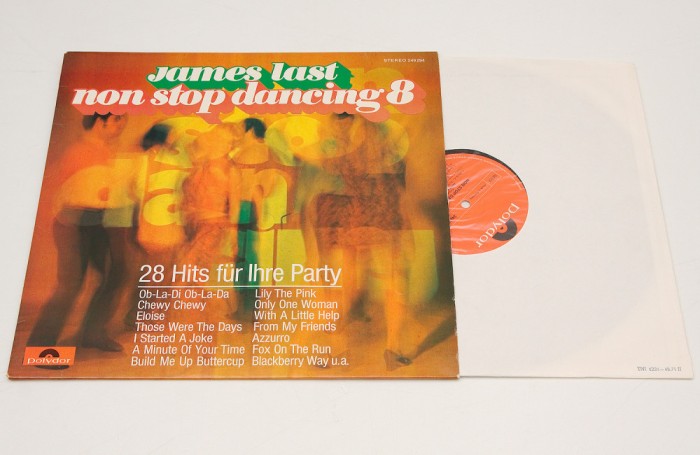 STEREO 249 294
james last
non stop dancing 8
28 Hits für Ihre Party
Ob-La-Di Ob-La-Da
Chewy Chewy
Eloise
Those Were The Days
I Started A Joke
A Minute Of Your Time
Build Me Up Buttercup
Lily The Pink
Only One Woman
With A Little Help
From My Friends
Azzurro
Fox On The Run
Blackberry Way u.a.
polydor
Polydor